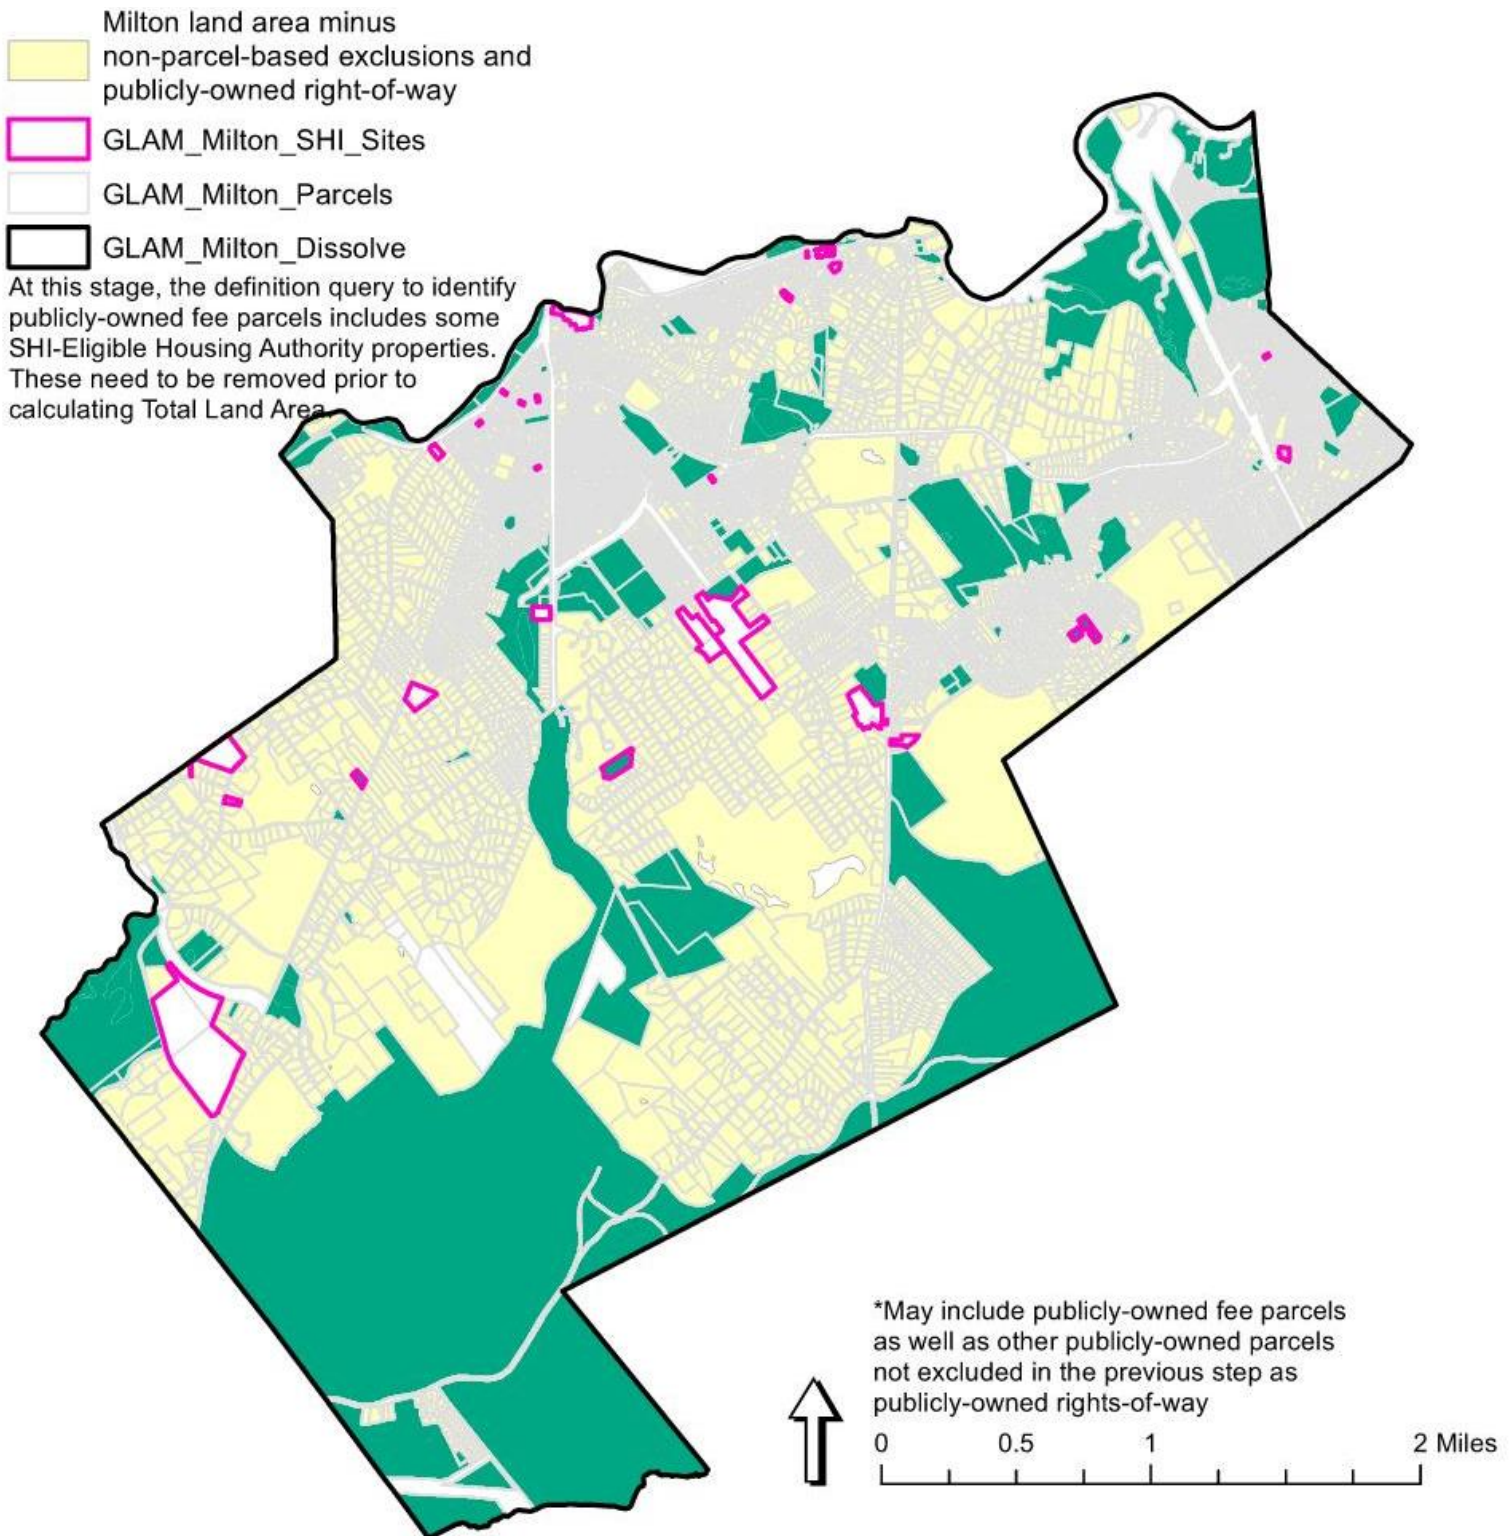 Milton land area minus
non-parcel-based exclusions and
publicly-owned right-of-way
GLAM_Milton_SHI_Sites
GLAM_Milton_Parcels
GLAM_Milton_Dissolve
At this stage, the definition query to identify
publicly-owned fee parcels includes some
SHI-Eligible Housing Authority properties.
These need to be removed prior to
calculating Total Land Area.
*May include publicly-owned fee parcels
as well as other publicly-owned parcels
not excluded in the previous step as
publicly-owned rights-of-way
0 0.5 1 2 Miles